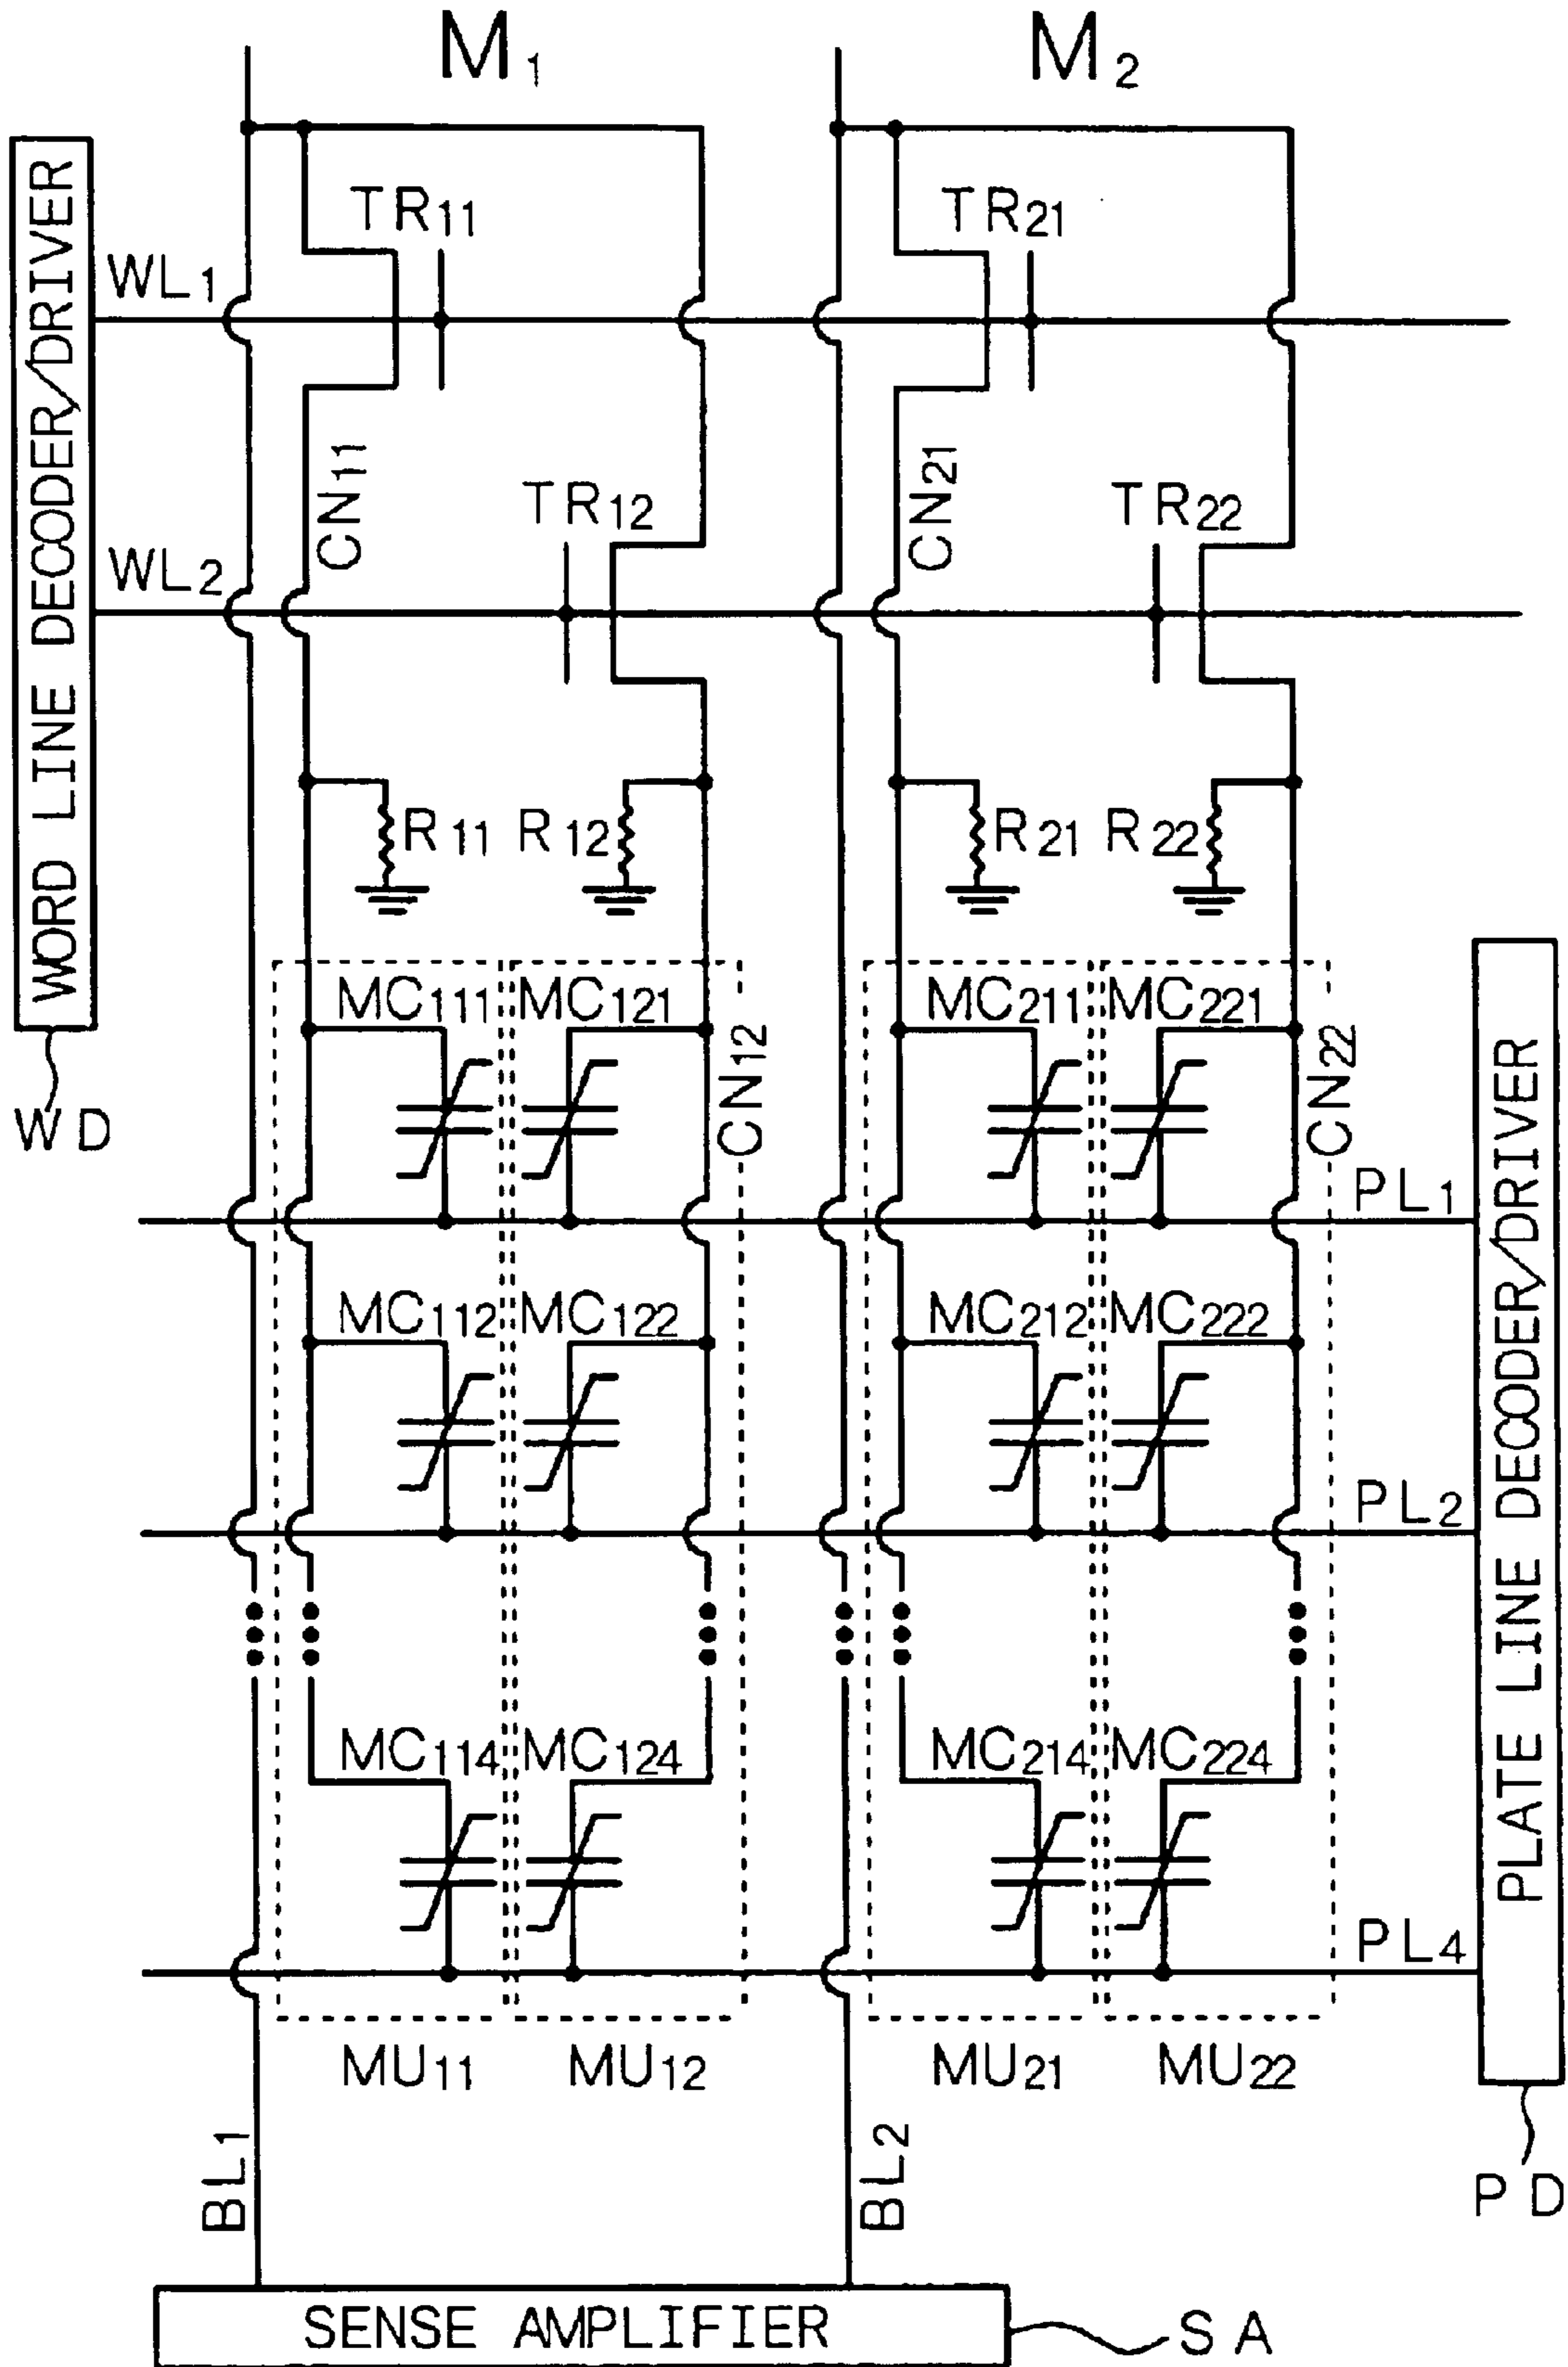 M1 M2
WORD LINE DECODER/DRIVER
TR11 TR21
WL1
CN11 CN21
TR12 TR22
WL2
R11 R12 R21 R22
MC111 MC121 MC211 MC221
CN12 CN22
WD
PLATE LINE DECODER/DRIVER
PL1
MC112 MC122 MC212 MC222
PL2
MC114 MC124 MC214 MC224
PL4
MU11 MU12 MU21 MU22
BL1 BL2
PD
SENSE AMPLIFIER
SA